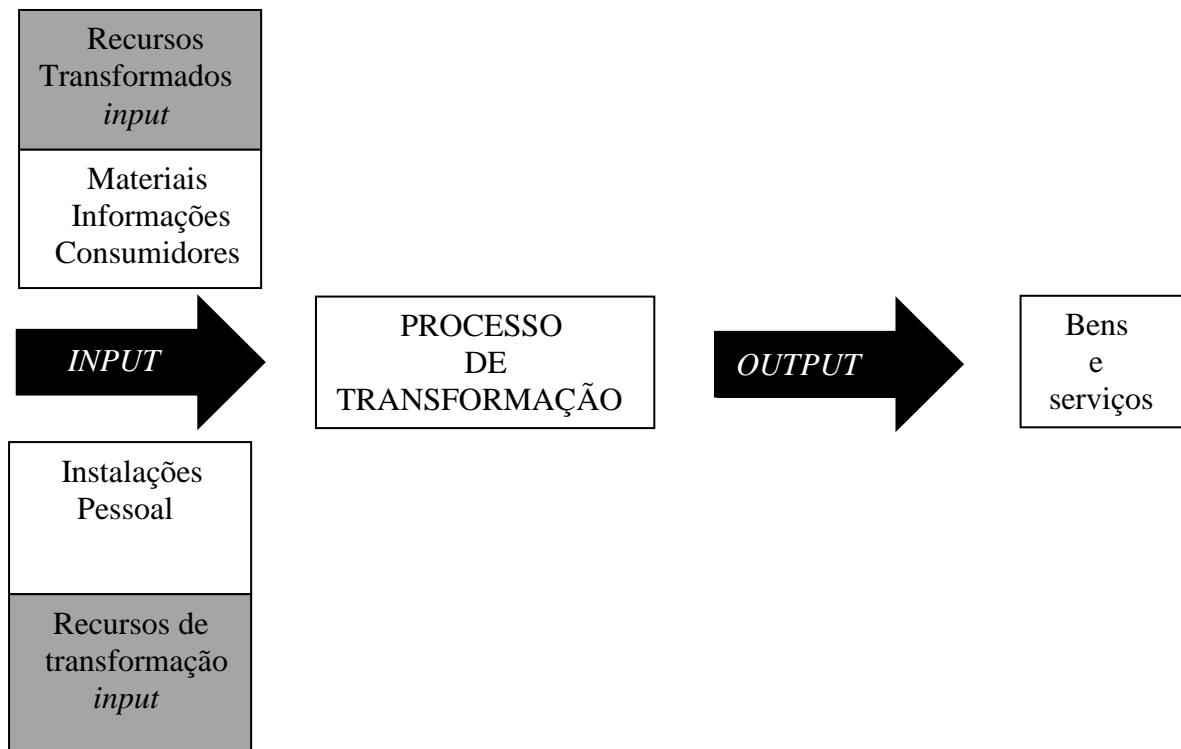 Recursos
Transformados
input
Materiais
Informações
Consumidores
INPUT
PROCESSO
DE
TRANSFORMAÇÃO
OUTPUT
Bens
e
serviços
Instalações
Pessoal
Recursos de
transformação
input